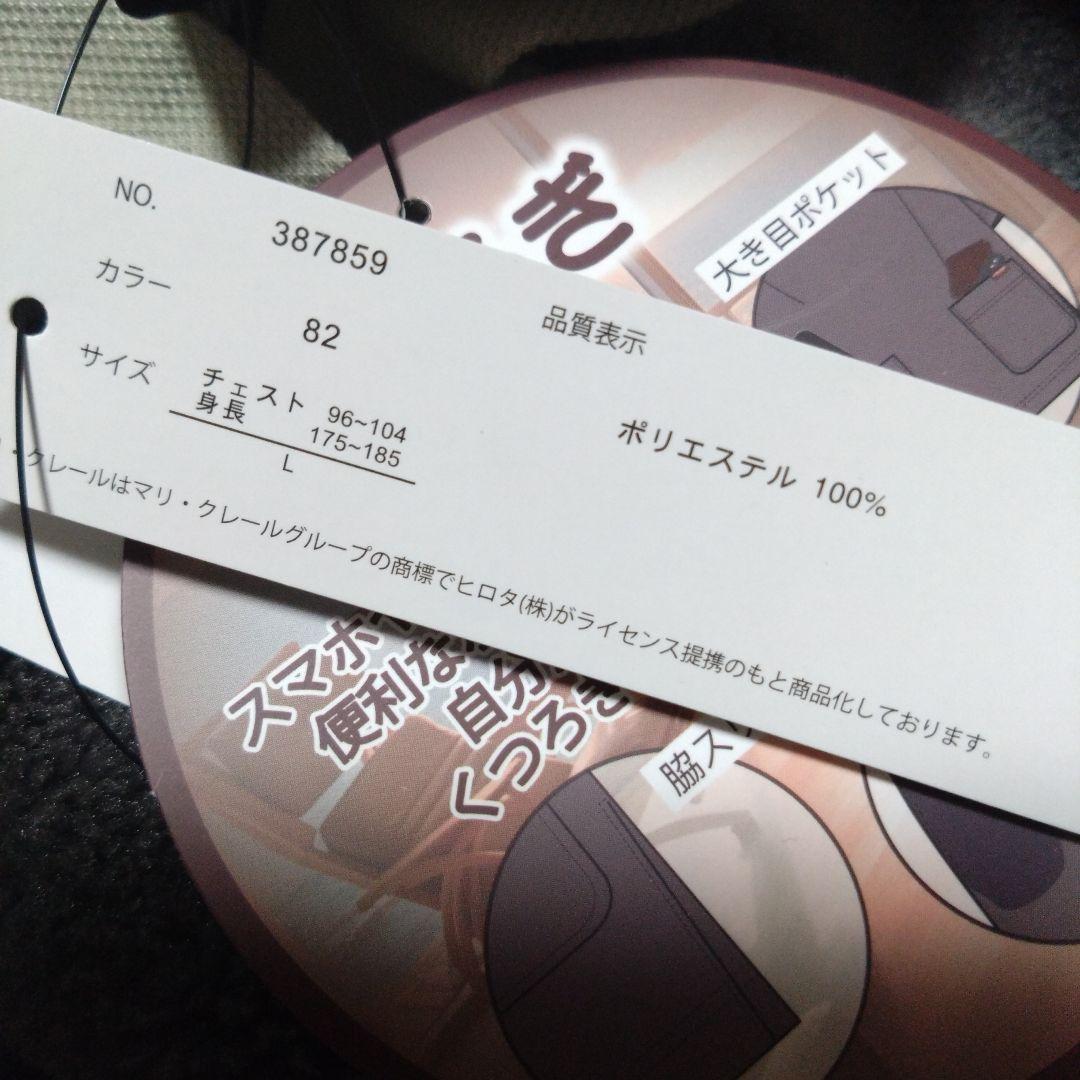 NO.
387859
カラー
82
サイズ
チェスト 96~104
身長 175~185
L
品質表示
ポリエステル 100%
・クレールはマリ・クレールグループの商標でヒロタ(株)がライセンス提携のもと商品化しております。
大き目ポケット
スマホ
便利な
自分
くつろぎ
脇ス